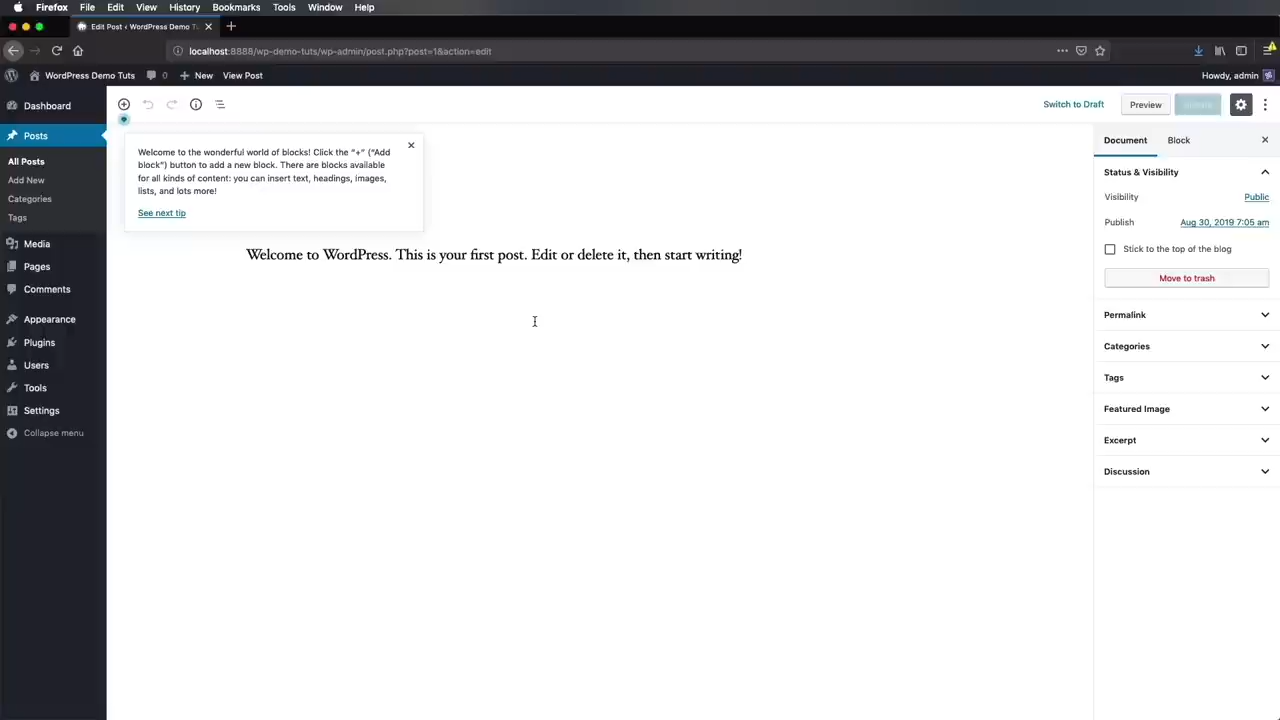 Firefox File Edit View History Bookmarks Tools Window Help
Edit Post ‹ WordPress Demo Tu
localhost:8888/wp-demo-tuts/wp-admin/post.php?post=1&action=edit
WordPress Demo Tuts 0 New View Post Howdy, admin
Dashboard
Posts
All Posts
Add New
Categories
Tags
Media
Pages
Comments
Appearance
Plugins
Users
Tools
Settings
Collapse menu
Switch to Draft Preview Update
Welcome to the wonderful world of blocks! Click the “+” (“Add
block”) button to add a new block. There are blocks available
for all kinds of content: you can insert text, headings, images,
lists, and lots more!
See next tip
Welcome to WordPress. This is your first post. Edit or delete it, then start writing!
Document Block
Status & Visibility
Visibility Public
Publish Aug 30, 2019 7:05 am
Stick to the top of the blog
Move to trash
Permalink
Categories
Tags
Featured Image
Excerpt
Discussion